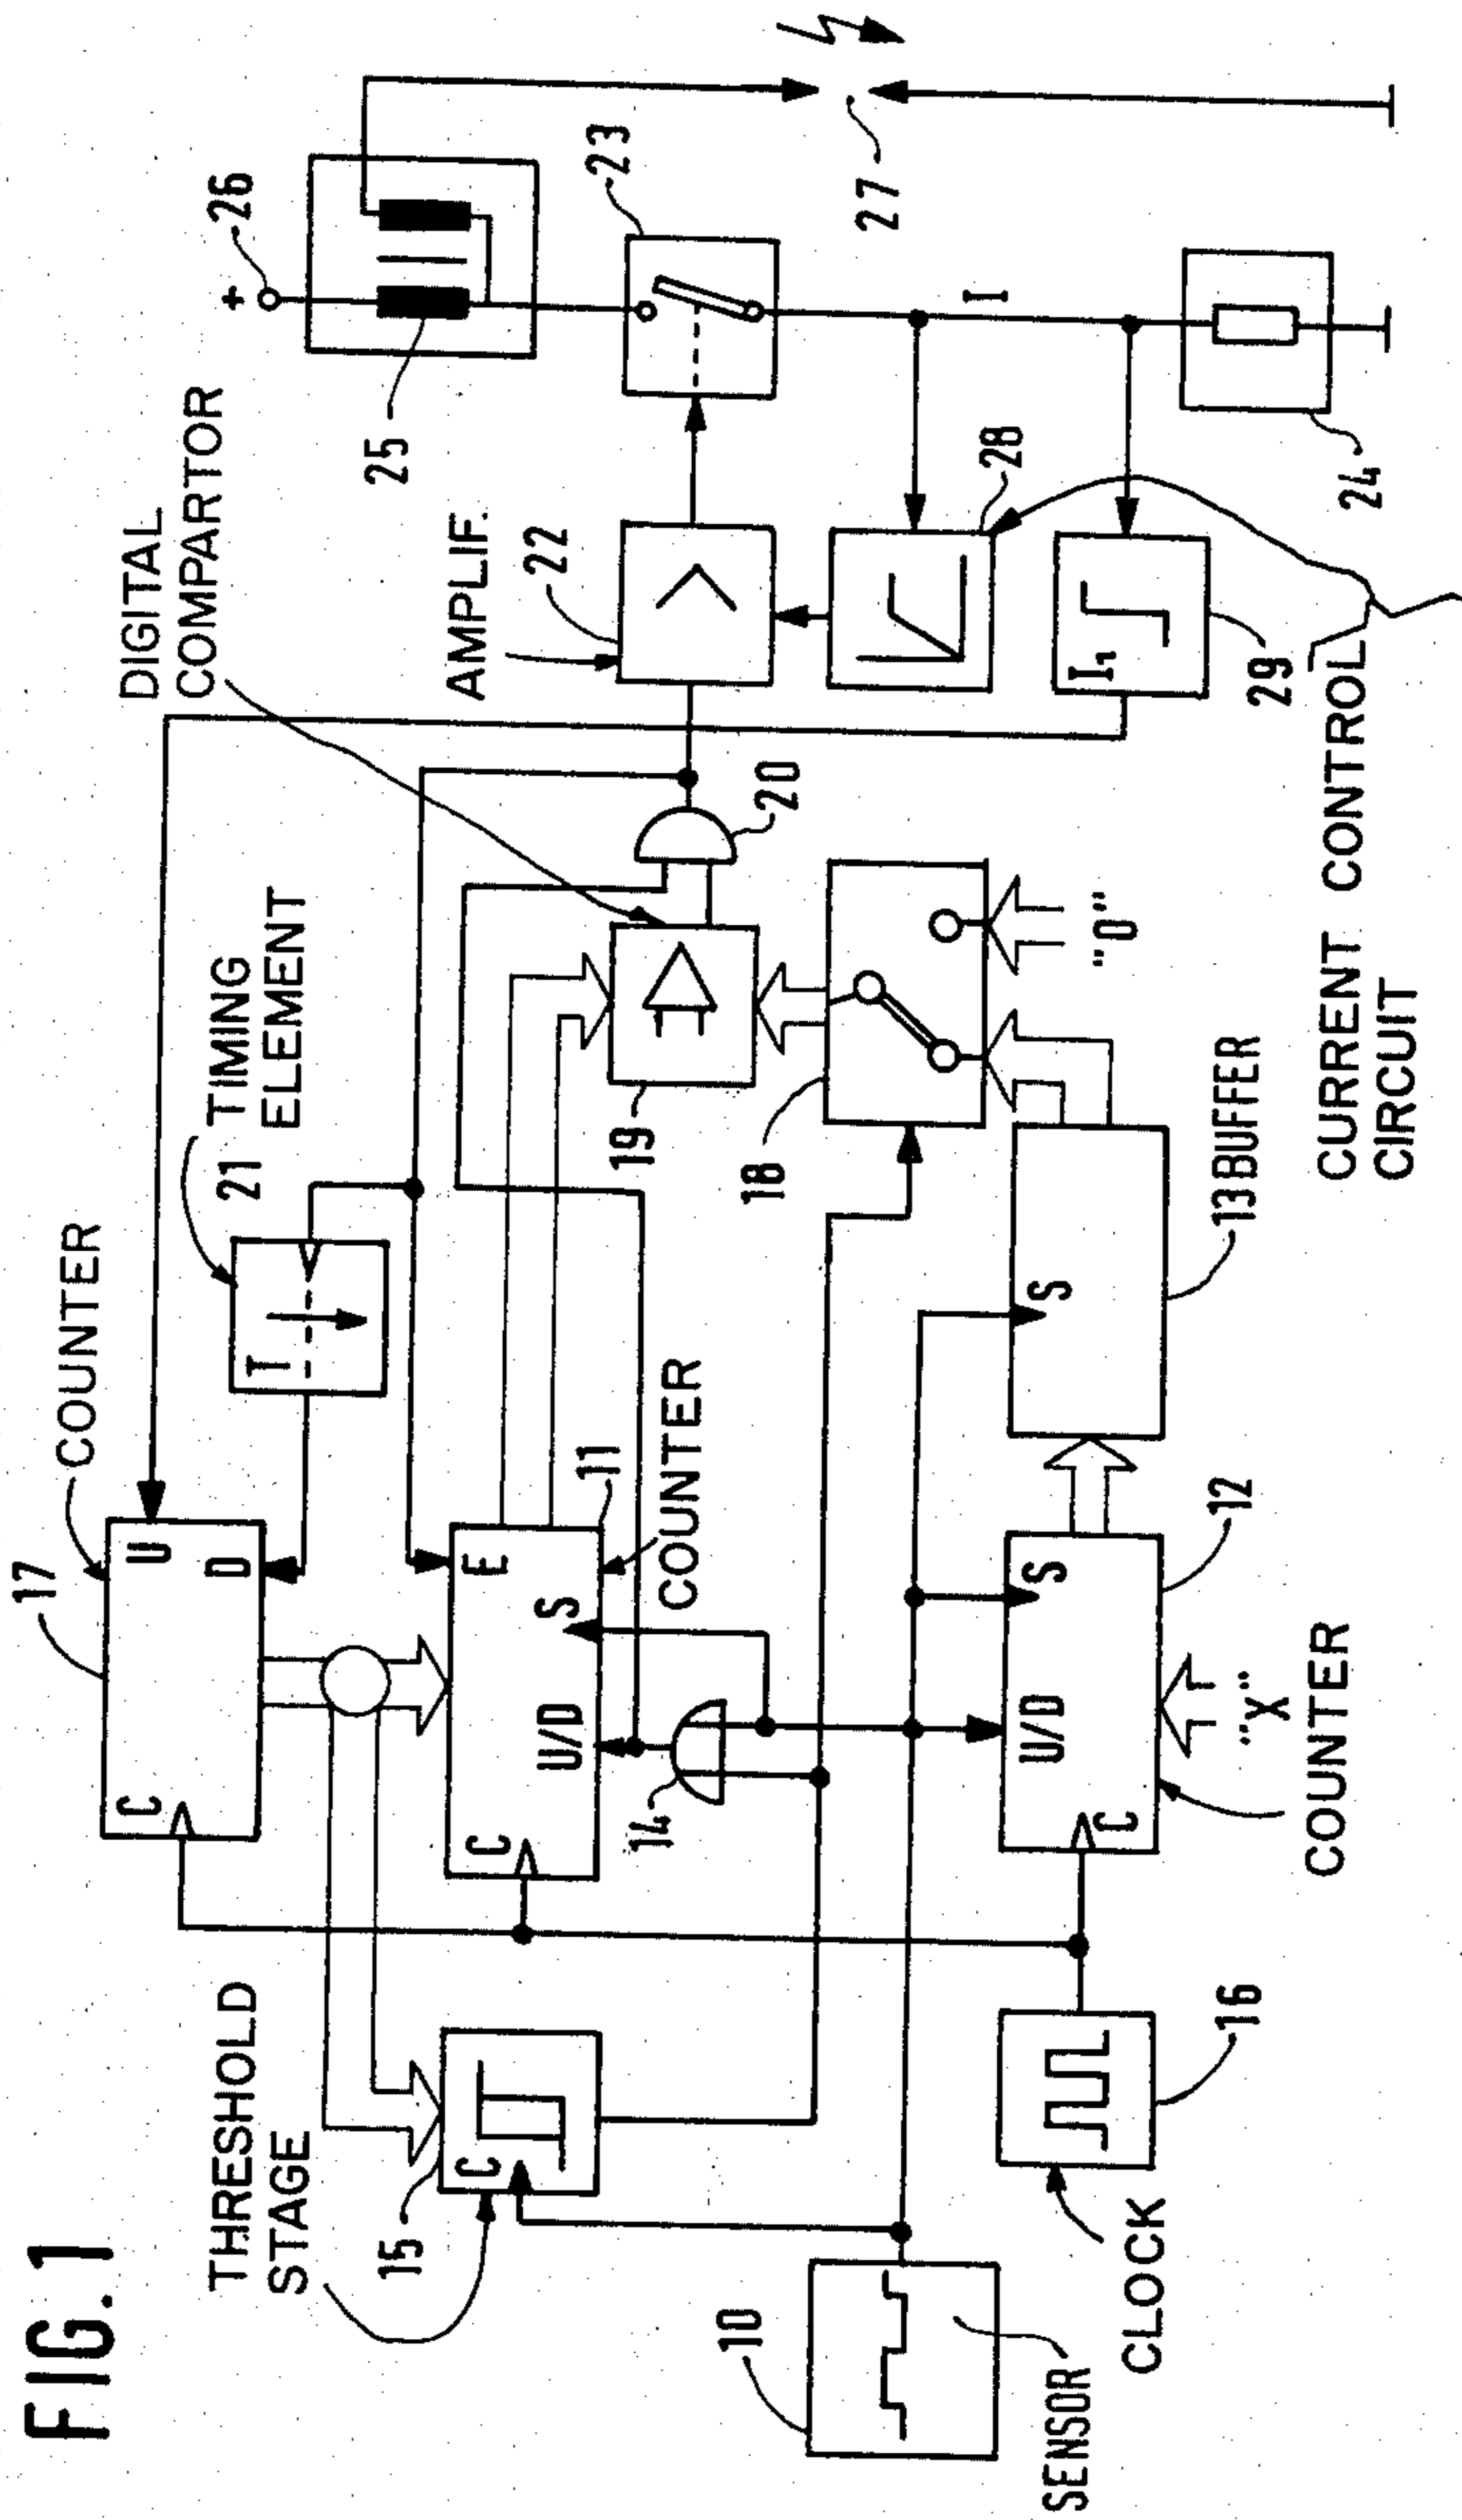 FIG. 1
17
COUNTER
C
U
D
21
TIMING
ELEMENT
T
DIGITAL
COMPARTOR
26
+
25
AMPLIF.
22
23
27
THRESHOLD
STAGE
15
C
C
E
S
U/D
11
COUNTER
14
19
20
18
"0"
28
I
I1
29
24
10
SENSOR
CLOCK
16
U/D
S
C
12
"X"
COUNTER
S
13 BUFFER
CURRENT CONTROL
CIRCUIT